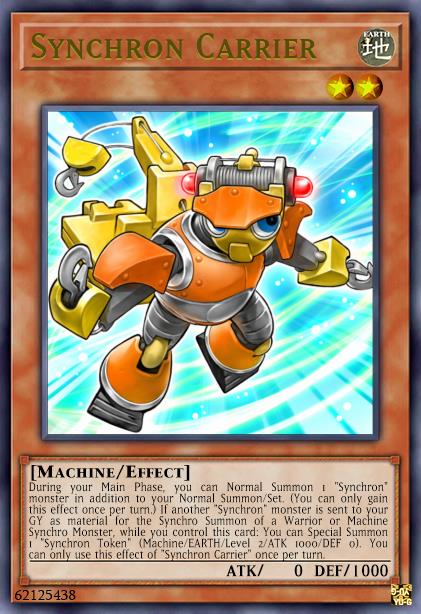 Synchron Carrier
EARTH
地
[Machine/Effect]
During your Main Phase, you can Normal Summon 1 "Synchron"
monster in addition to your Normal Summon/Set. (You can only gain
this effect once per turn.) If another "Synchron" monster is sent to your
GY as material for the Synchro Summon of a Warrior or Machine
Synchro Monster, while you control this card: You can Special Summon
1 "Synchron Token" (Machine/EARTH/Level 2/ATK 1000/DEF 0). You
can only use this effect of "Synchron Carrier" once per turn.
ATK/ 0 DEF/1000
62125438